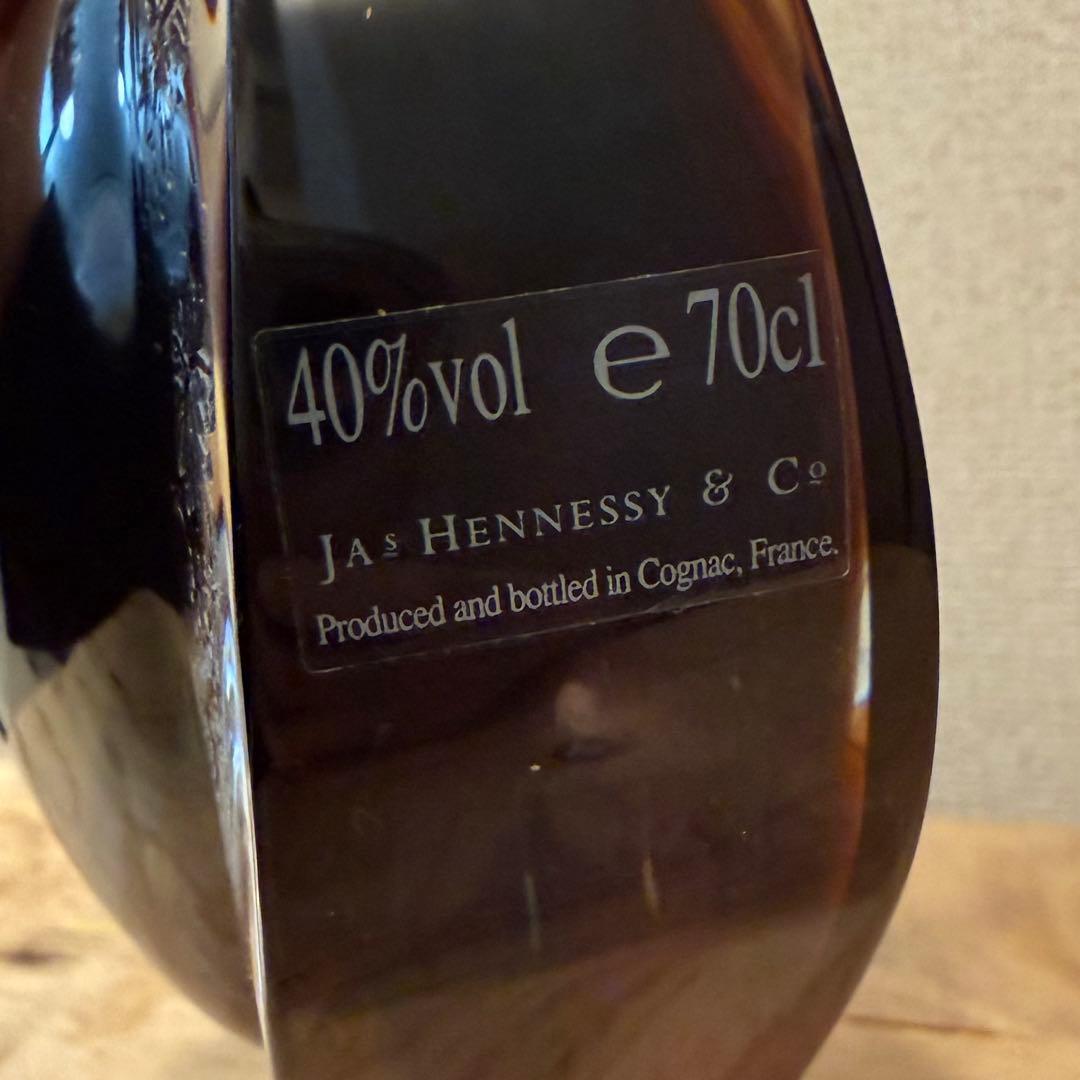 40%vol e 70cl
Jas HENNESSY & Co
Produced and bottled in Cognac, France.